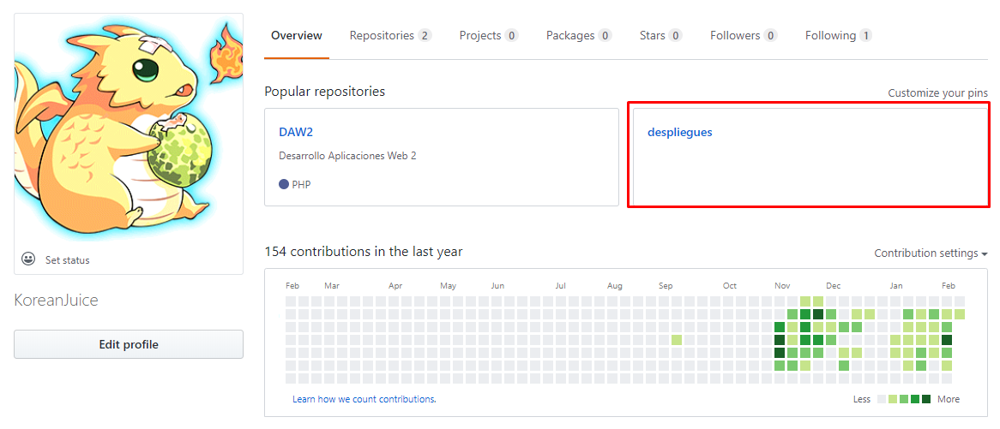 Overview Repositories 2 Projects 0 Packages 0 Stars 0 Followers 0 Following 1
Popular repositories
Customize your pins
DAW2
Desarrollo Aplicaciones Web 2
PHP
despliegues
Set status
KoreanJuice
Edit profile
154 contributions in the last year
Contribution settings
Feb Mar Apr May Jun Jul Aug Sep Oct Nov Dec Jan Feb
Learn how we count contributions.
Less More